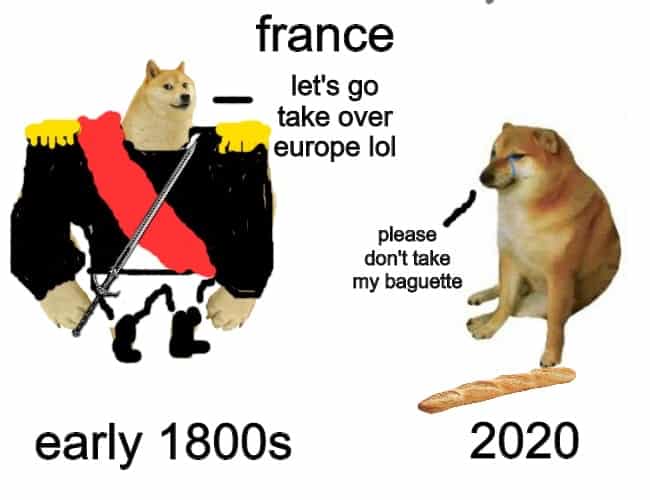 france
let's go
take over
europe lol
please
don't take
my baguette
early 1800s
2020